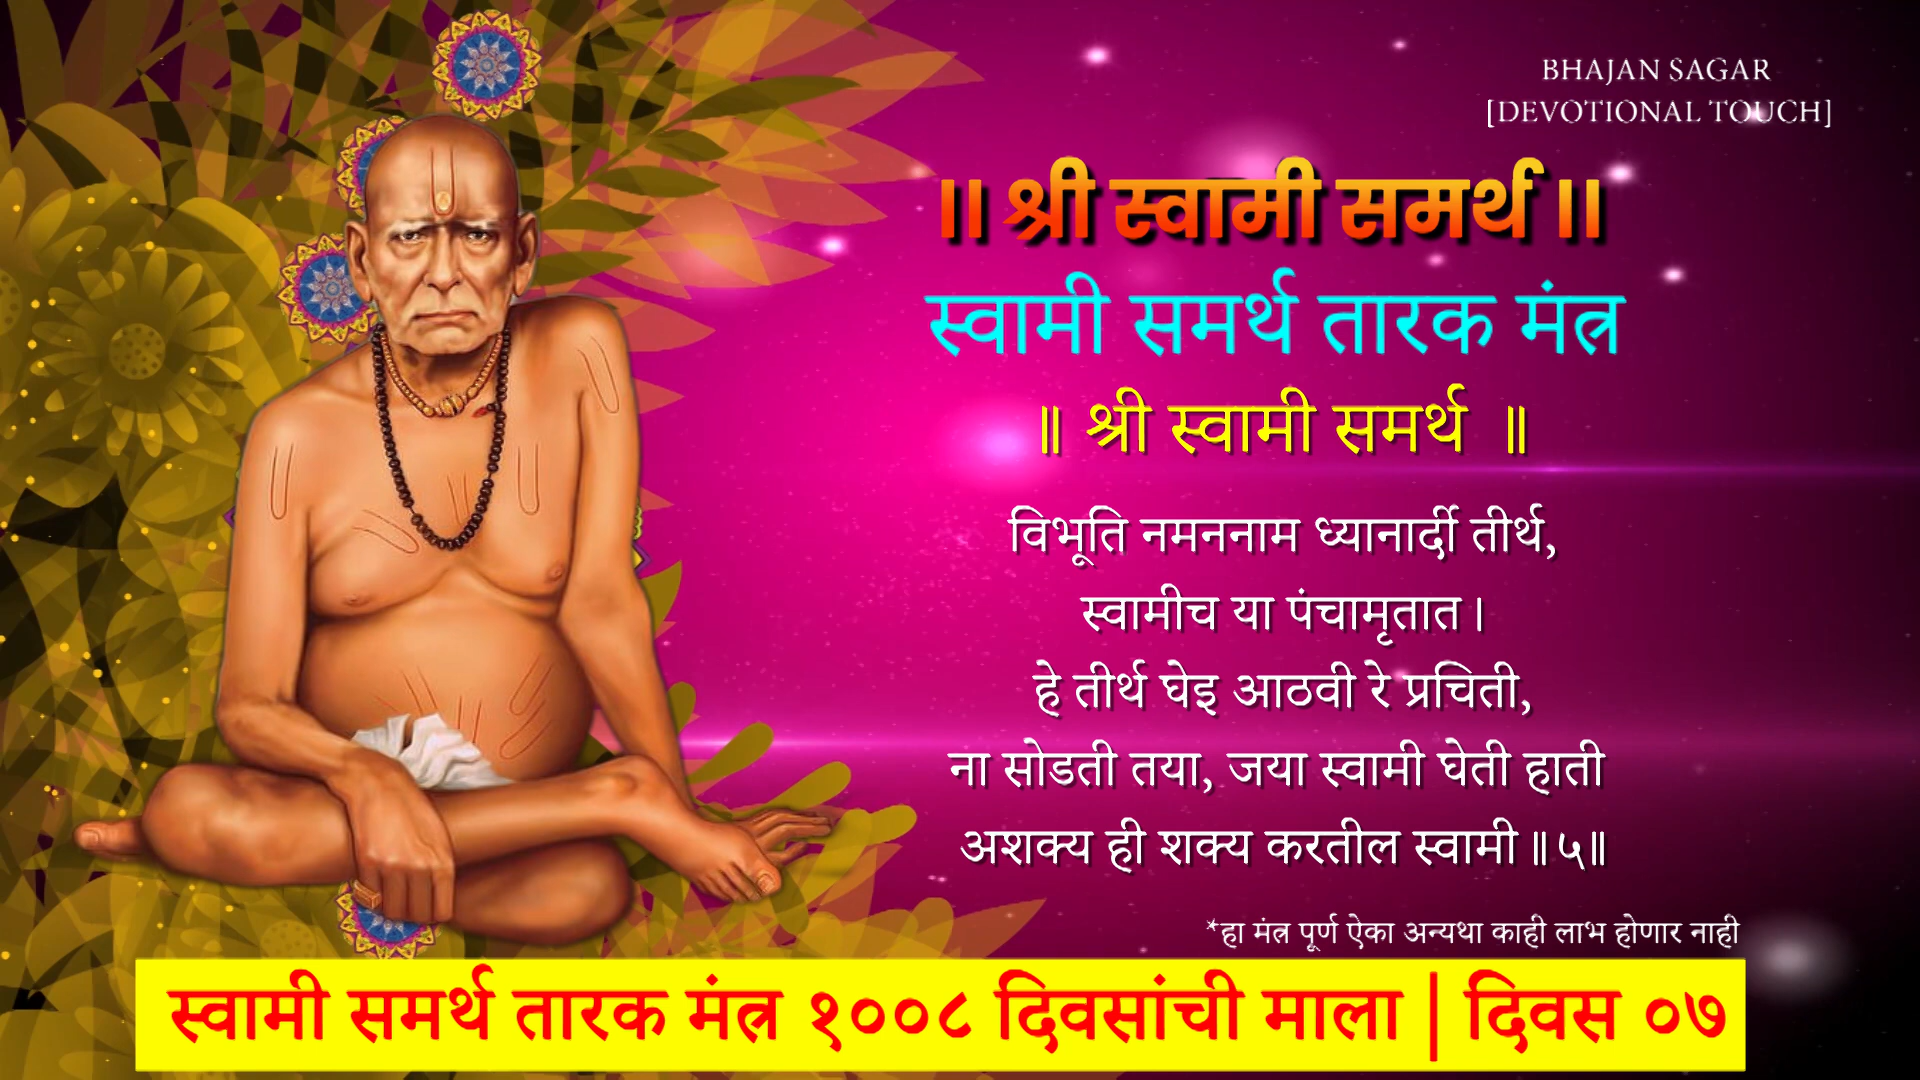 BHAJAN SAGAR
[DEVOTIONAL TOUCH]
॥ श्री स्वामी समर्थ ॥
स्वामी समर्थ तारक मंत्र
॥ श्री स्वामी समर्थ ॥
विभूति नमननाम ध्यानार्दी तीर्थ,
स्वामीच या पंचामृतात।
हे तीर्थ घेइ आठवी रे प्रचिती,
ना सोडती तया, जया स्वामी घेती हाती
अशक्य ही शक्य करतील स्वामी॥५॥
*हा मंत्र पूर्ण ऐका अन्यथा काही लाभ होणार नाही
स्वामी समर्थ तारक मंत्र १००८ दिवसांची माला | दिवस ०७